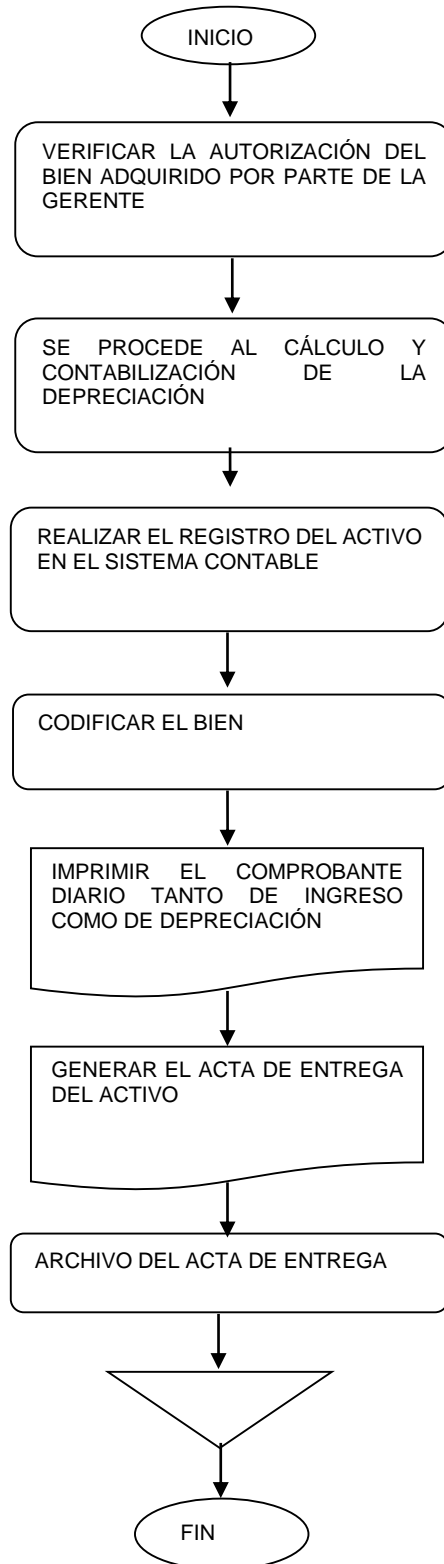 INICIO
VERIFICAR LA AUTORIZACIÓN DEL
BIEN ADQUIRIDO POR PARTE DE LA
GERENTE
SE PROCEDE AL CÁLCULO Y
CONTABILIZACIÓN DE LA
DEPRECIACIÓN
REALIZAR EL REGISTRO DEL ACTIVO
EN EL SISTEMA CONTABLE
CODIFICAR EL BIEN
IMPRIMIR EL COMPROBANTE
DIARIO TANTO DE INGRESO
COMO DE DEPRECIACIÓN
GENERAR EL ACTA DE ENTREGA
DEL ACTIVO
ARCHIVO DEL ACTA DE ENTREGA
FIN